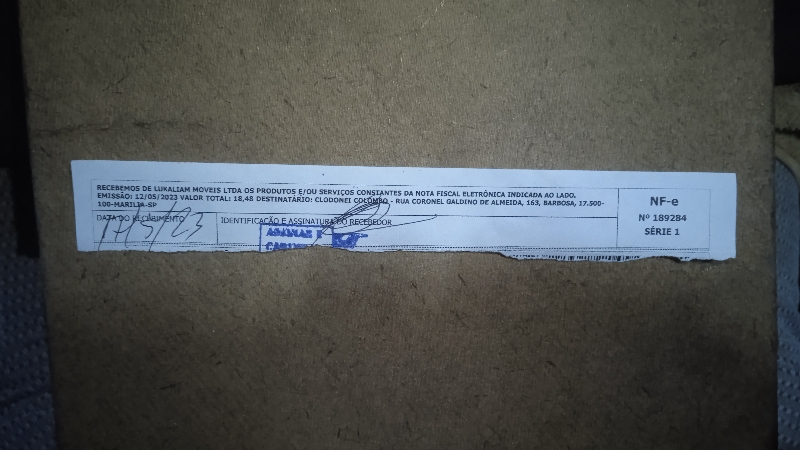 RECEBEMOS DE LUKALIAM MOVEIS LTDA OS PRODUTOS E/OU SERVIÇOS CONSTANTES DA NOTA FISCAL ELETRÔNICA INDICADA AO LADO,
EMISSÃO: 12/05/2023 VALOR TOTAL: 18,48 DESTINATÁRIO: CLODONEI COLOMBO - RUA CORONEL GALDINO DE ALMEIDA, 163, BARBOSA, 17.500-
100-MARILIA-SP
DATA DO RECEBIMENTO
17/5/23
IDENTIFICAÇÃO E ASSINATURA DO RECEBEDOR
NF-e
Nº 189284
SÉRIE 1